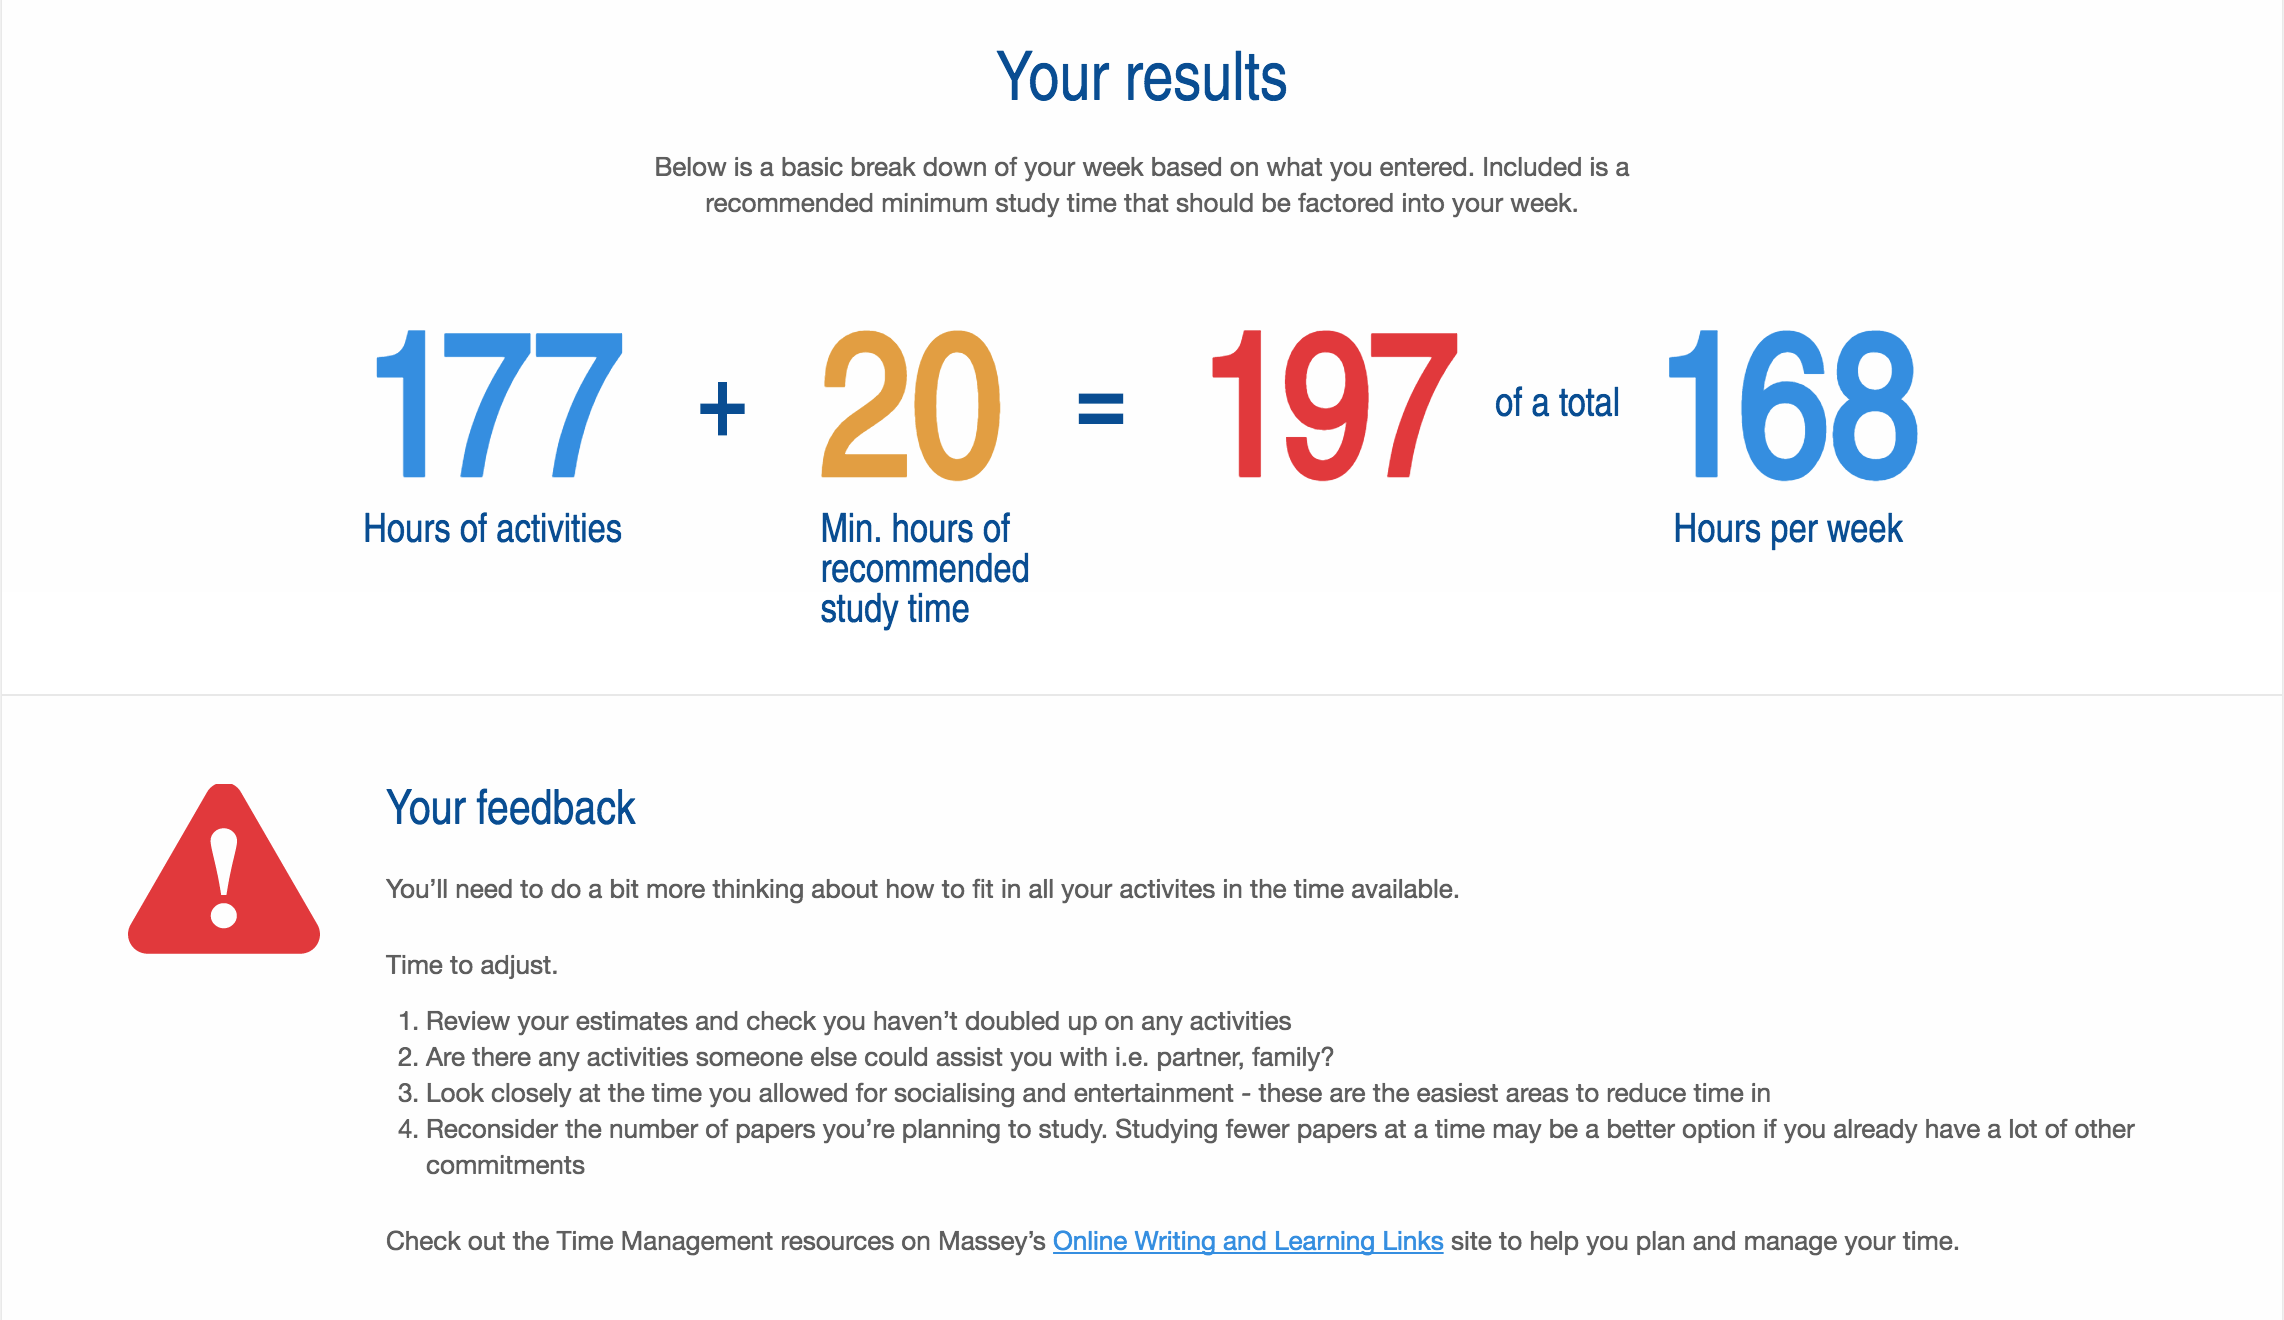 Your results
Below is a basic break down of your week based on what you entered. Included is a
recommended minimum study time that should be factored into your week.
177 + 20 = 197 of a total 168
Hours of activities
Min. hours of
recommended
study time
Hours per week
!
Your feedback
You’ll need to do a bit more thinking about how to fit in all your activites in the time available.
Time to adjust.
1. Review your estimates and check you haven’t doubled up on any activities
2. Are there any activities someone else could assist you with i.e. partner, family?
3. Look closely at the time you allowed for socialising and entertainment - these are the easiest areas to reduce time in
4. Reconsider the number of papers you’re planning to study. Studying fewer papers at a time may be a better option if you already have a lot of other
commitments
Check out the Time Management resources on Massey’s Online Writing and Learning Links site to help you plan and manage your time.